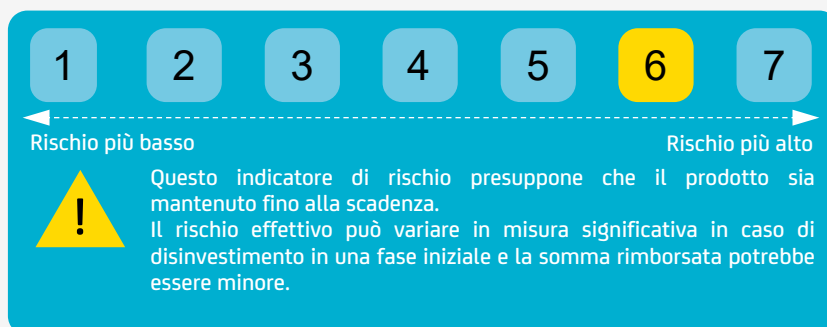 1 2 3 4 5 6 7
Rischio più basso Rischio più alto
!
Questo indicatore di rischio presuppone che il prodotto sia
mantenuto fino alla scadenza.
Il rischio effettivo può variare in misura significativa in caso di
disinvestimento in una fase iniziale e la somma rimborsata potrebbe
essere minore.